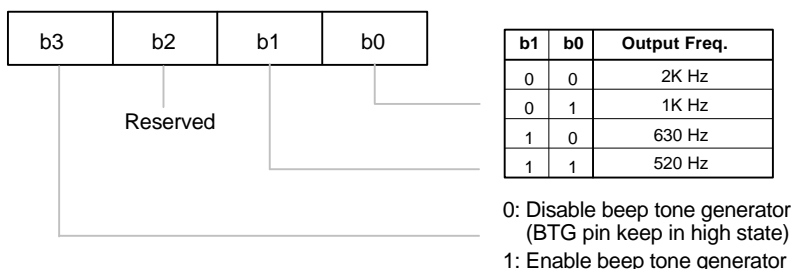 b3 b2 b1 b0
Reserved
b1 b0 Output Freq.
0 0 2K Hz
0 1 1K Hz
1 0 630 Hz
1 1 520 Hz
0: Disable beep tone generator
(BTG pin keep in high state)
1: Enable beep tone generator